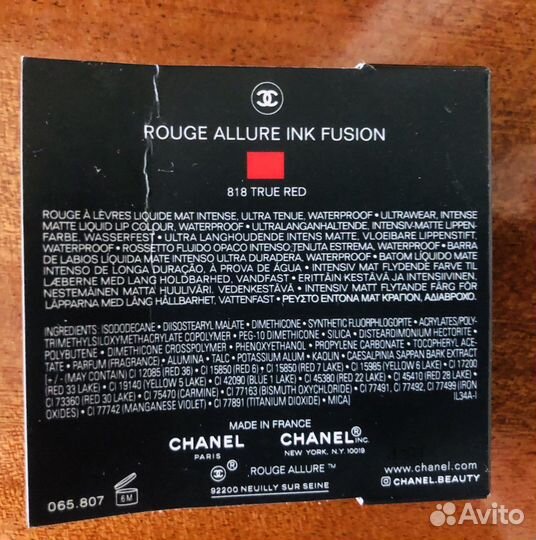 ROUGE ALLURE INK FUSION
818 TRUE RED
ROUGE À LÈVRES LIQUIDE MAT INTENSE, ULTRA TENUE, WATERPROOF • ULTRAWEAR, INTENSE
MATTE LIQUID LIP COLOUR, WATERPROOF • ULTRALANGANHALTENDE, INTENSIV-MATTE LIPPEN-
FARBE, WASSERFEST • ULTRA LANGHOUDENDE INTENS MATTE, VLOEIBARE LIPPENSTIFT,
WATERPROOF • ROSSETTO FLUIDO OPACO INTENSO, TENUTA ESTREMA, WATERPROOF • BARRA
DE LABIOS LÍQUIDA MATE INTENSO ULTRA DURADERA, WATERPROOF • BATOM LÍQUIDO MATE
INTENSO DE LONGA DURAÇÃO, À PROVA DE ÁGUA • INTENSIV MAT FLYDENDE FARVE TIL
LÆBERNE MED LANG HOLDBARHED, VANDFAST • ERITTÄIN KESTÄVÄ JA INTENSIIVINEN,
NESTEMÄINEN MATTA HUULIVÄRI, VEDENKESTÄVÄ • INTENSIV MATT FLYTANDE FÄRG FÖR
LÄPPARNA MED LÅNG HÅLLBARHET, VATTENFAST • ΡΕΥΣΤΟ ΕΝΤΟΝΑ ΜΑΤ ΚΡΑΓΙΟΝ, ΑΔΙΑΒΡΟΧΟ.
INGREDIENTS: ISODODECANE • DIISOSTEARYL MALATE • DIMETHICONE • SYNTHETIC FLUORPHLOGOPITE • ACRYLATES/POLY-
TRIMETHYLSILOXYMETHACRYLATE COPOLYMER • PEG-10 DIMETHICONE • SILICA • DISTEARDIMONIUM HECTORITE •
POLYBUTENE • DIMETHICONE CROSSPOLYMER • PHENOXYETHANOL • PROPYLENE CARBONATE • TOCOPHERYL ACE-
TATE • PARFUM (FRAGRANCE) • ALUMINA • TALC • POTASSIUM ALUM • KAOLIN • CAESALPINIA SAPPAN BARK EXTRACT
[+ / - (MAY CONTAIN) CI 12085 (RED 36) • CI 15850 (RED 6) • CI 15850 (RED 7 LAKE) • CI 15985 (YELLOW 6 LAKE) • CI 17200
(RED 33 LAKE) • CI 19140 (YELLOW 5 LAKE) • CI 42090 (BLUE 1 LAKE) • CI 45380 (RED 22 LAKE) • CI 45410 (RED 28 LAKE) •
CI 73360 (RED 30 LAKE) • CI 75470 (CARMINE) • CI 77163 (BISMUTH OXYCHLORIDE) • CI 77491, CI 77492, CI 77499 (IRON
OXIDES) • CI 77742 (MANGANESE VIOLET) • CI 77891 (TITANIUM DIOXIDE) • MICA] IL34A-I
MADE IN FRANCE
CHANEL CHANEL INC.
PARIS NEW YORK, N.Y. 10019
® ROUGE ALLURE ™ www.chanel.com
065.807 6M 92200 NEUILLY SUR SEINE CHANEL.BEAUTY
Avito